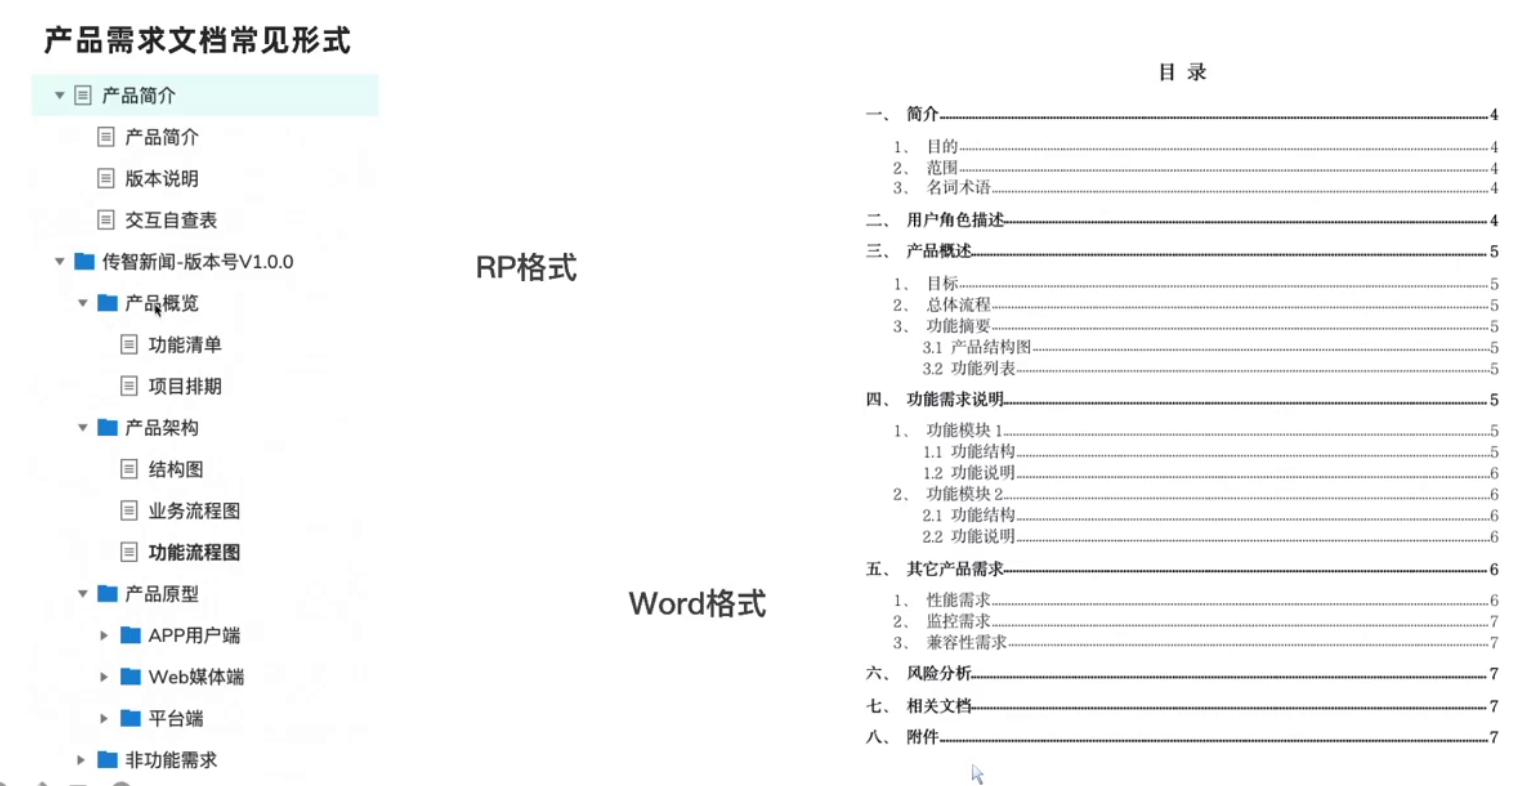 产品需求文档常见形式
产品简介
产品简介
版本说明
交互自查表
传智新闻-版本号V1.0.0
产品概览
功能清单
项目排期
产品架构
结构图
业务流程图
功能流程图
产品原型
APP用户端
Web媒体端
平台端
非功能需求
RP格式
Word格式
目 录
一、 简介 4
1、 目的 4
2、 范围 4
3、 名词术语 4
二、 用户角色描述 4
三、 产品概述 5
1、 目标 5
2、 总体流程 5
3、 功能摘要 5
3.1 产品结构图 5
3.2 功能列表 5
四、 功能需求说明 5
1、 功能模块 1 5
1.1 功能结构 5
1.2 功能说明 6
2、 功能模块 2 6
2.1 功能结构 6
2.2 功能说明 6
五、 其它产品需求 6
1、 性能需求 6
2、 监控需求 7
3、 兼容性需求 7
六、 风险分析 7
七、 相关文档 7
八、 附件 7